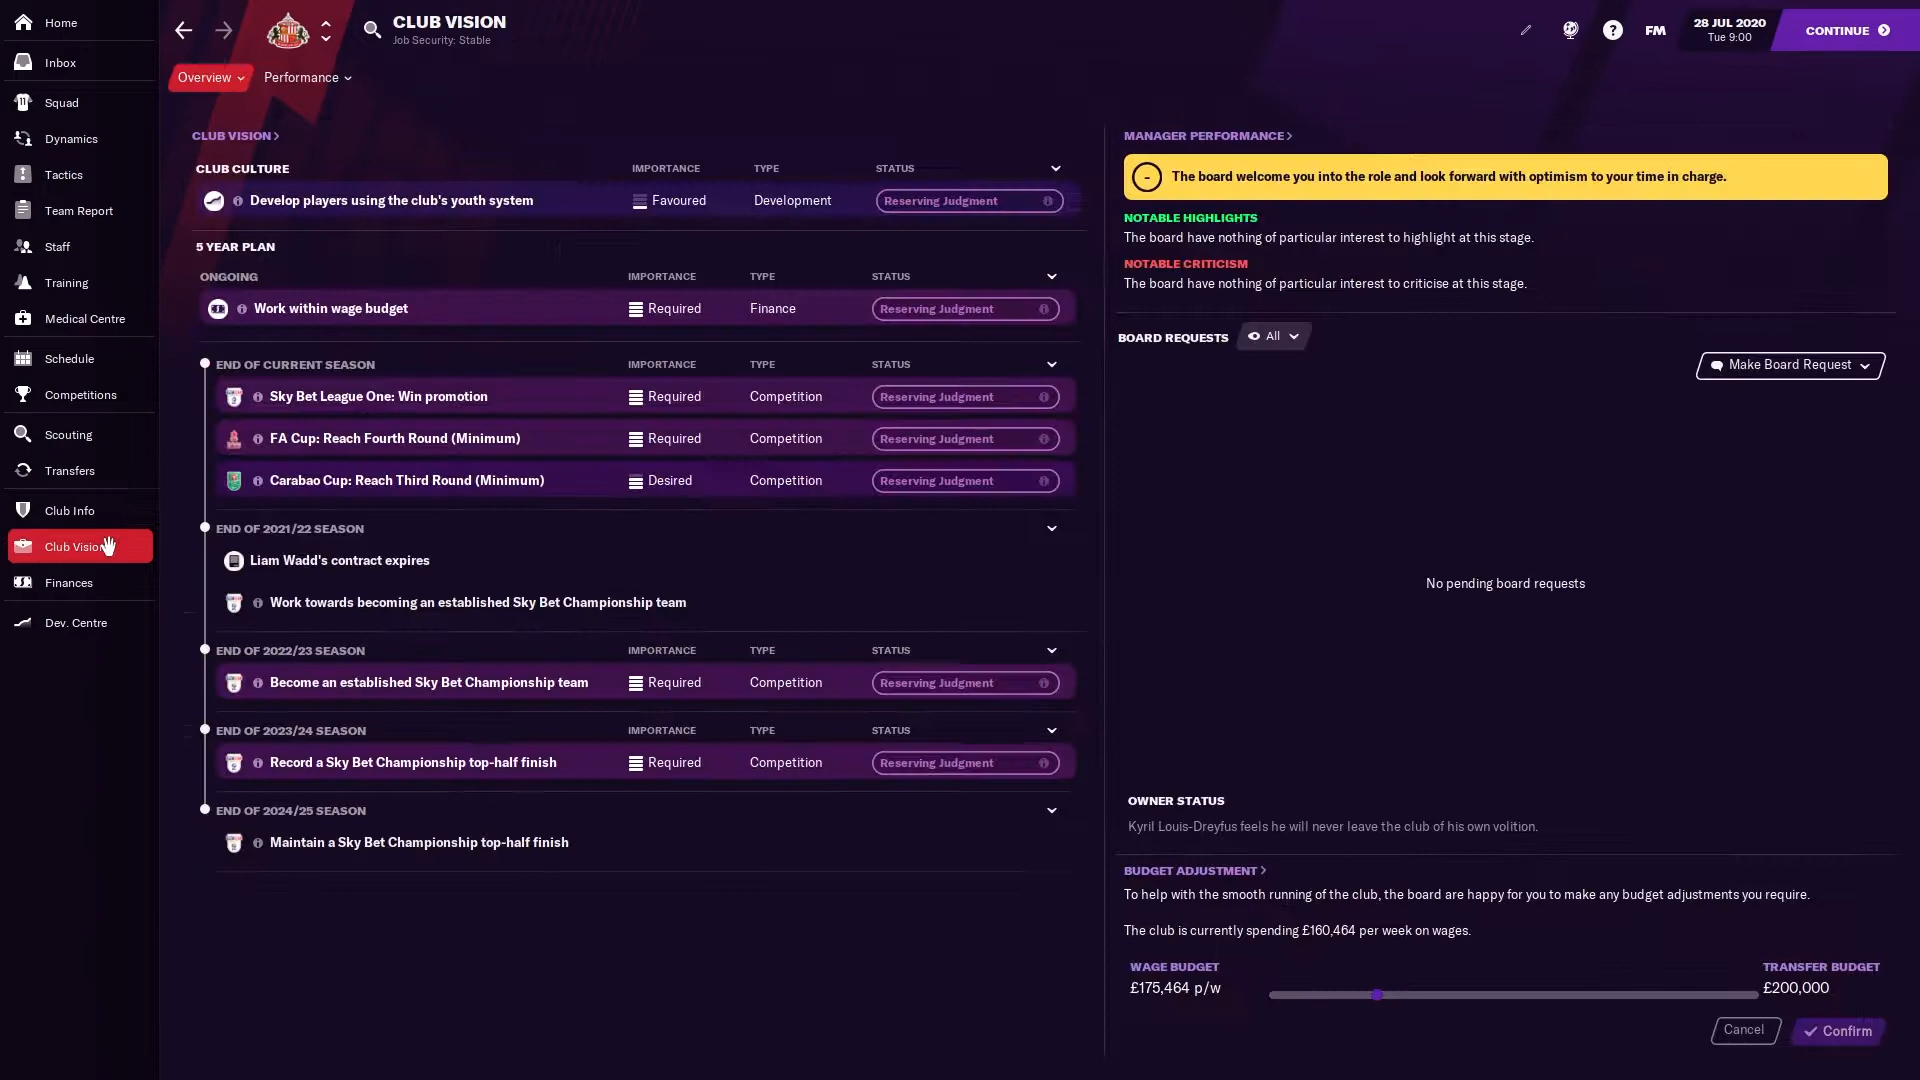 Home
Inbox
Squad
Dynamics
Tactics
Team Report
Staff
Training
Medical Centre
Schedule
Competitions
Scouting
Transfers
Club Info
Club Vision
Finances
Dev. Centre
CLUB VISION
Job Security: Stable
FM
28 JUL 2020
Tue 9:00
CONTINUE
Overview
Performance
CLUB VISION
CLUB CULTURE IMPORTANCE TYPE STATUS
Develop players using the club's youth system Favoured Development Reserving Judgment
5 YEAR PLAN
ONGOING IMPORTANCE TYPE STATUS
Work within wage budget Required Finance Reserving Judgment
END OF CURRENT SEASON IMPORTANCE TYPE STATUS
Sky Bet League One: Win promotion Required Competition Reserving Judgment
FA Cup: Reach Fourth Round (Minimum) Required Competition Reserving Judgment
Carabao Cup: Reach Third Round (Minimum) Desired Competition Reserving Judgment
END OF 2021/22 SEASON
Liam Wadd's contract expires
Work towards becoming an established Sky Bet Championship team
END OF 2022/23 SEASON IMPORTANCE TYPE STATUS
Become an established Sky Bet Championship team Required Competition Reserving Judgment
END OF 2023/24 SEASON IMPORTANCE TYPE STATUS
Record a Sky Bet Championship top-half finish Required Competition Reserving Judgment
END OF 2024/25 SEASON
Maintain a Sky Bet Championship top-half finish
MANAGER PERFORMANCE
The board welcome you into the role and look forward with optimism to your time in charge.
NOTABLE HIGHLIGHTS
The board have nothing of particular interest to highlight at this stage.
NOTABLE CRITICISM
The board have nothing of particular interest to criticise at this stage.
BOARD REQUESTS All
Make Board Request
No pending board requests
OWNER STATUS
Kyril Louis-Dreyfus feels he will never leave the club of his own volition.
BUDGET ADJUSTMENT
To help with the smooth running of the club, the board are happy for you to make any budget adjustments you require.
The club is currently spending £160,464 per week on wages.
WAGE BUDGET TRANSFER BUDGET
£175,464 p/w £200,000
Cancel Confirm